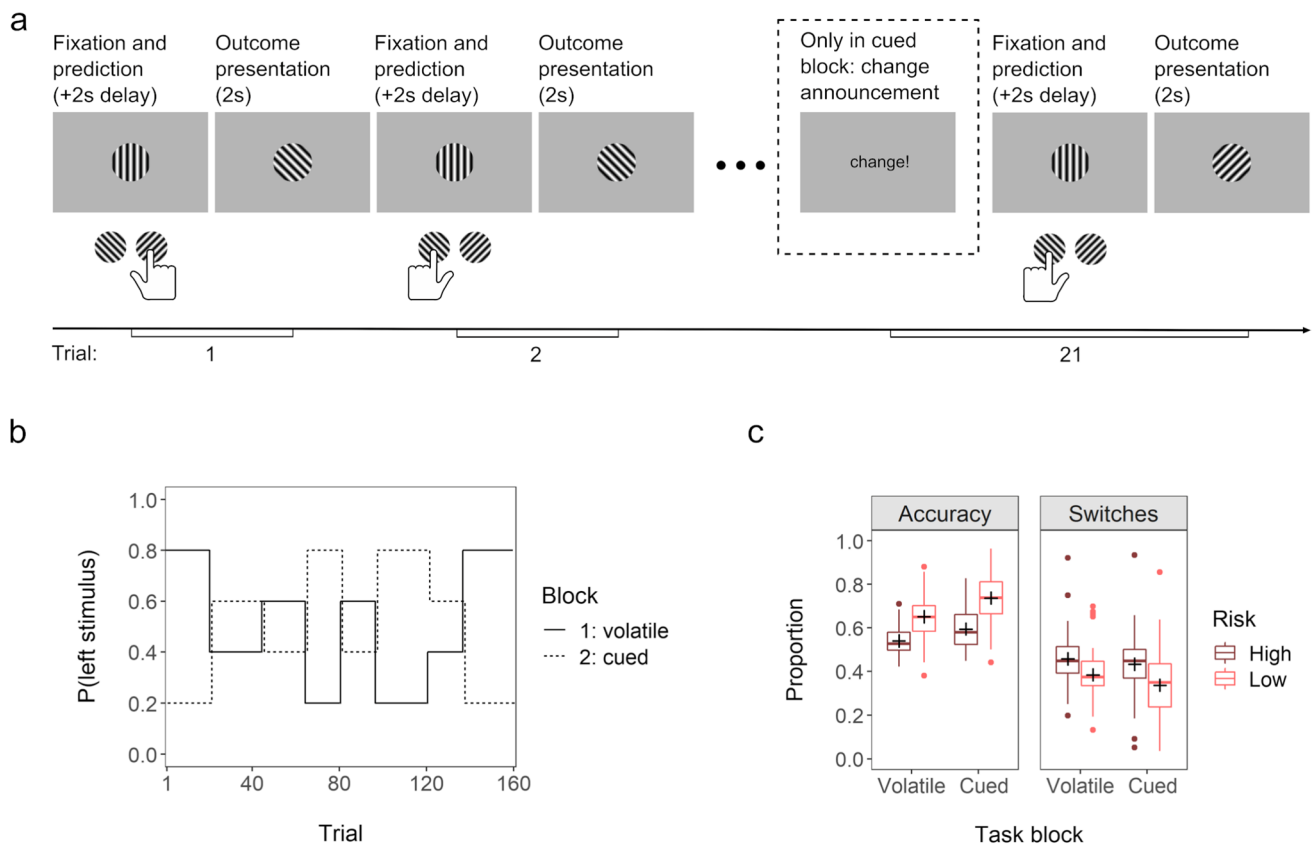 a
Fixation and
prediction
(+2s delay)
Outcome
presentation
(2s)
Fixation and
prediction
(+2s delay)
Outcome
presentation
(2s)
Only in cued
block: change
announcement
change!
Fixation and
prediction
(+2s delay)
Outcome
presentation
(2s)
Trial:
1
2
21
b
P(left stimulus)
1.0
0.8
0.6
0.4
0.2
0.0
1
40
80
120
160
Trial
Block
1: volatile
2: cued
c
Accuracy
Switches
Proportion
1.0
0.8
0.6
0.4
0.2
0.0
Volatile
Cued
Volatile
Cued
Task block
Risk
High
Low